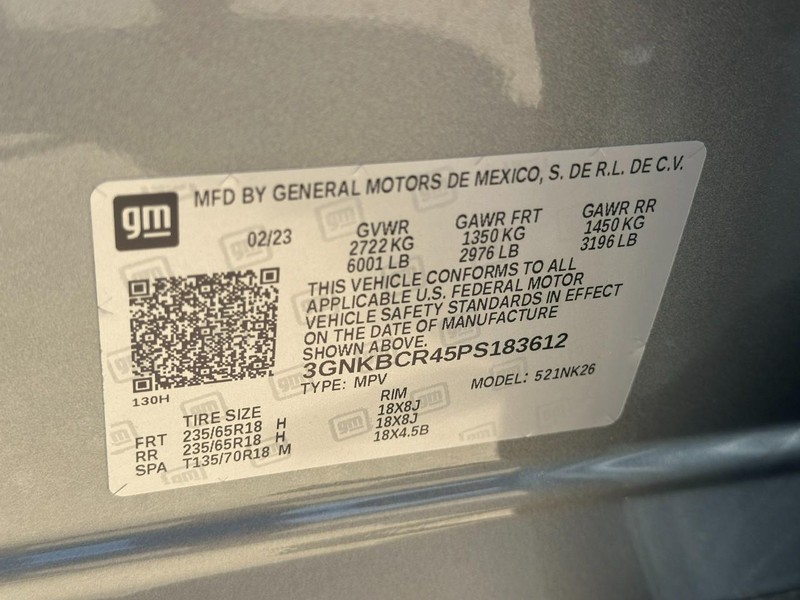 gm
MFD BY GENERAL MOTORS DE MEXICO, S. DE R.L. DE C.V.
02/23
GVWR
2722 KG
6001 LB
GAWR FRT
1350 KG
2976 LB
GAWR RR
1450 KG
3196 LB
THIS VEHICLE CONFORMS TO ALL
APPLICABLE U.S. FEDERAL MOTOR
VEHICLE SAFETY STANDARDS IN EFFECT
ON THE DATE OF MANUFACTURE
SHOWN ABOVE.
3GNKBCR45PS183612
TYPE: MPV MODEL: 521NK26
130H
TIRE SIZE RIM
FRT 235/65R18 H 18X8J
RR 235/65R18 H 18X8J
SPA T135/70R18 M 18X4.5B